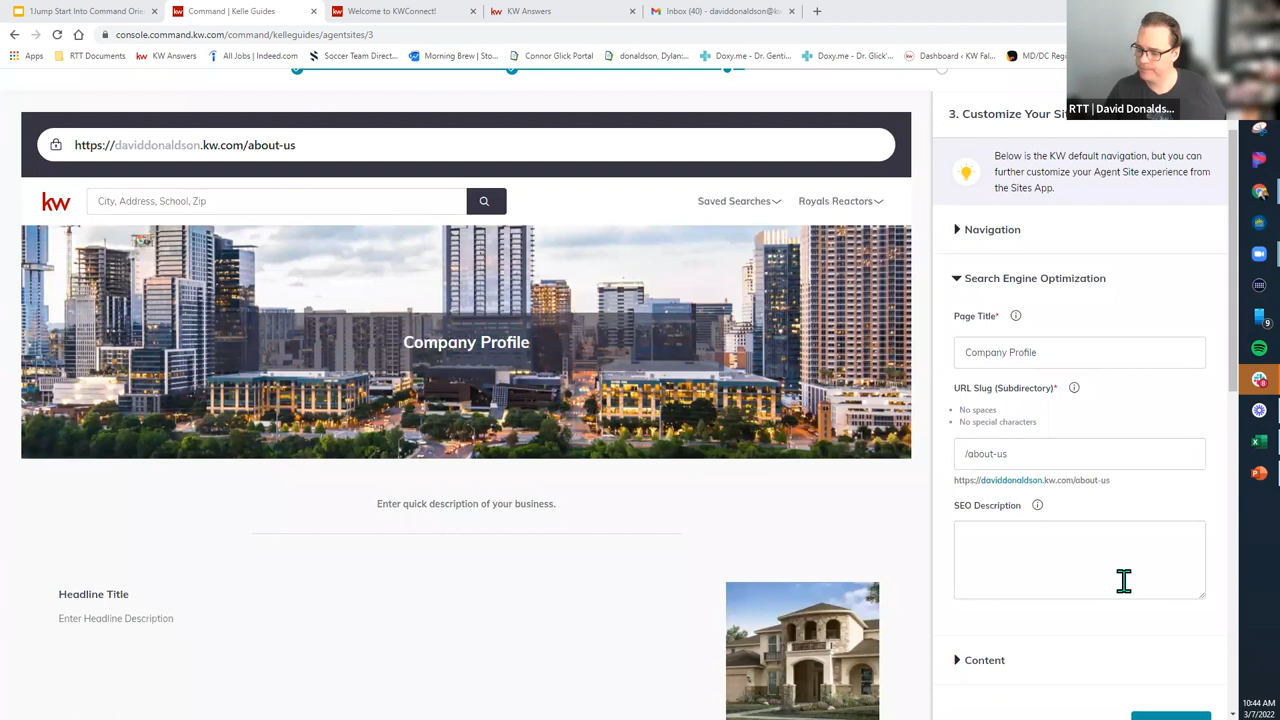 1Jump Start Into Command Orie
Command | Kelle Guides
Welcome to KWConnect!
KW Answers
Inbox (40) - daviddonaldson@kw
console.command.kw.com/command/kelleguides/agentsites/3
Apps
RTT Documents
KW Answers
All Jobs | Indeed.com
Soccer Team Direct...
Morning Brew | Sto...
Connor Glick Portal
donaldson, Dylan:...
Doxy.me - Dr. Genti...
Doxy.me - Dr. Glick'...
Dashboard ‹ KW Fal...
MD/DC Reg
RTT | David Donalds...
https://daviddonaldson.kw.com/about-us
kw
City, Address, School, Zip
Saved Searches
Royals Reactors
Company Profile
Enter quick description of your business.
Headline Title
Enter Headline Description
3. Customize Your Si
Below is the KW default navigation, but you can
further customize your Agent Site experience from
the Sites App.
Navigation
Search Engine Optimization
Page Title*
Company Profile
URL Slug (Subdirectory)*
No spaces
No special characters
/about-us
https://daviddonaldson.kw.com/about-us
SEO Description
Content
9
10:44 AM
3/7/2022